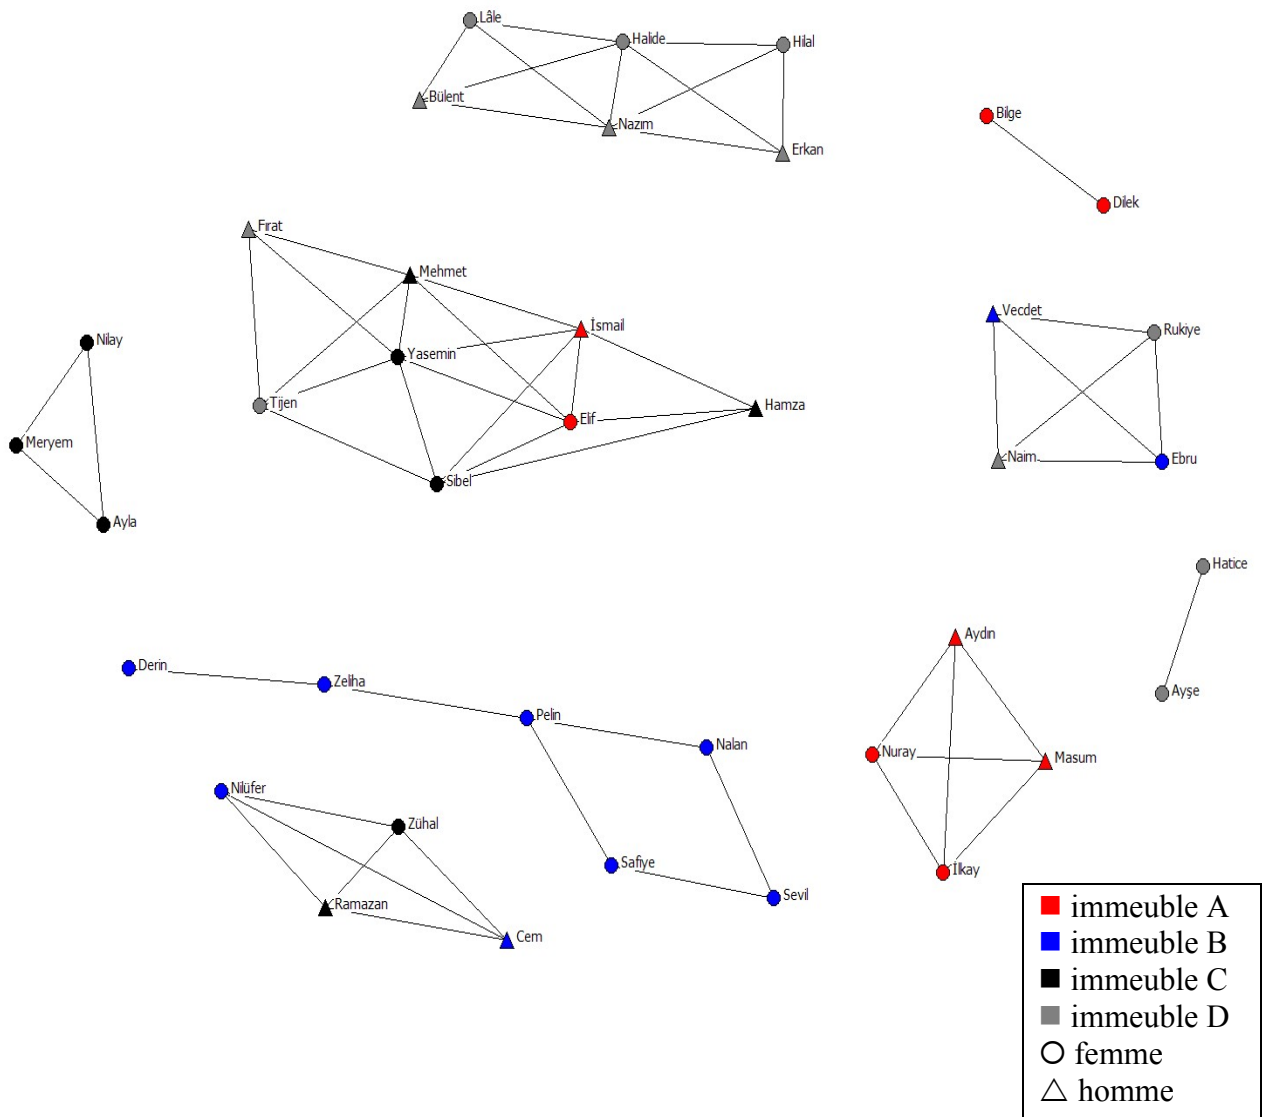 Lâle
Halide
Hilal
Bülent
Nazım
Erkan
Bilge
Dilek
Fırat
Mehmet
İsmail
Yasemin
Tijen
Elif
Hamza
Sibel
Vecdet
Rukiye
Naim
Ebru
Nilay
Meryem
Ayla
Hatice
Ayşe
Aydın
Nuray
Masum
İlkay
Derin
Zeliha
Pelin
Nalan
Safiye
Sevil
Nilüfer
Zühal
Ramazan
Cem
immeuble A
immeuble B
immeuble C
immeuble D
femme
homme